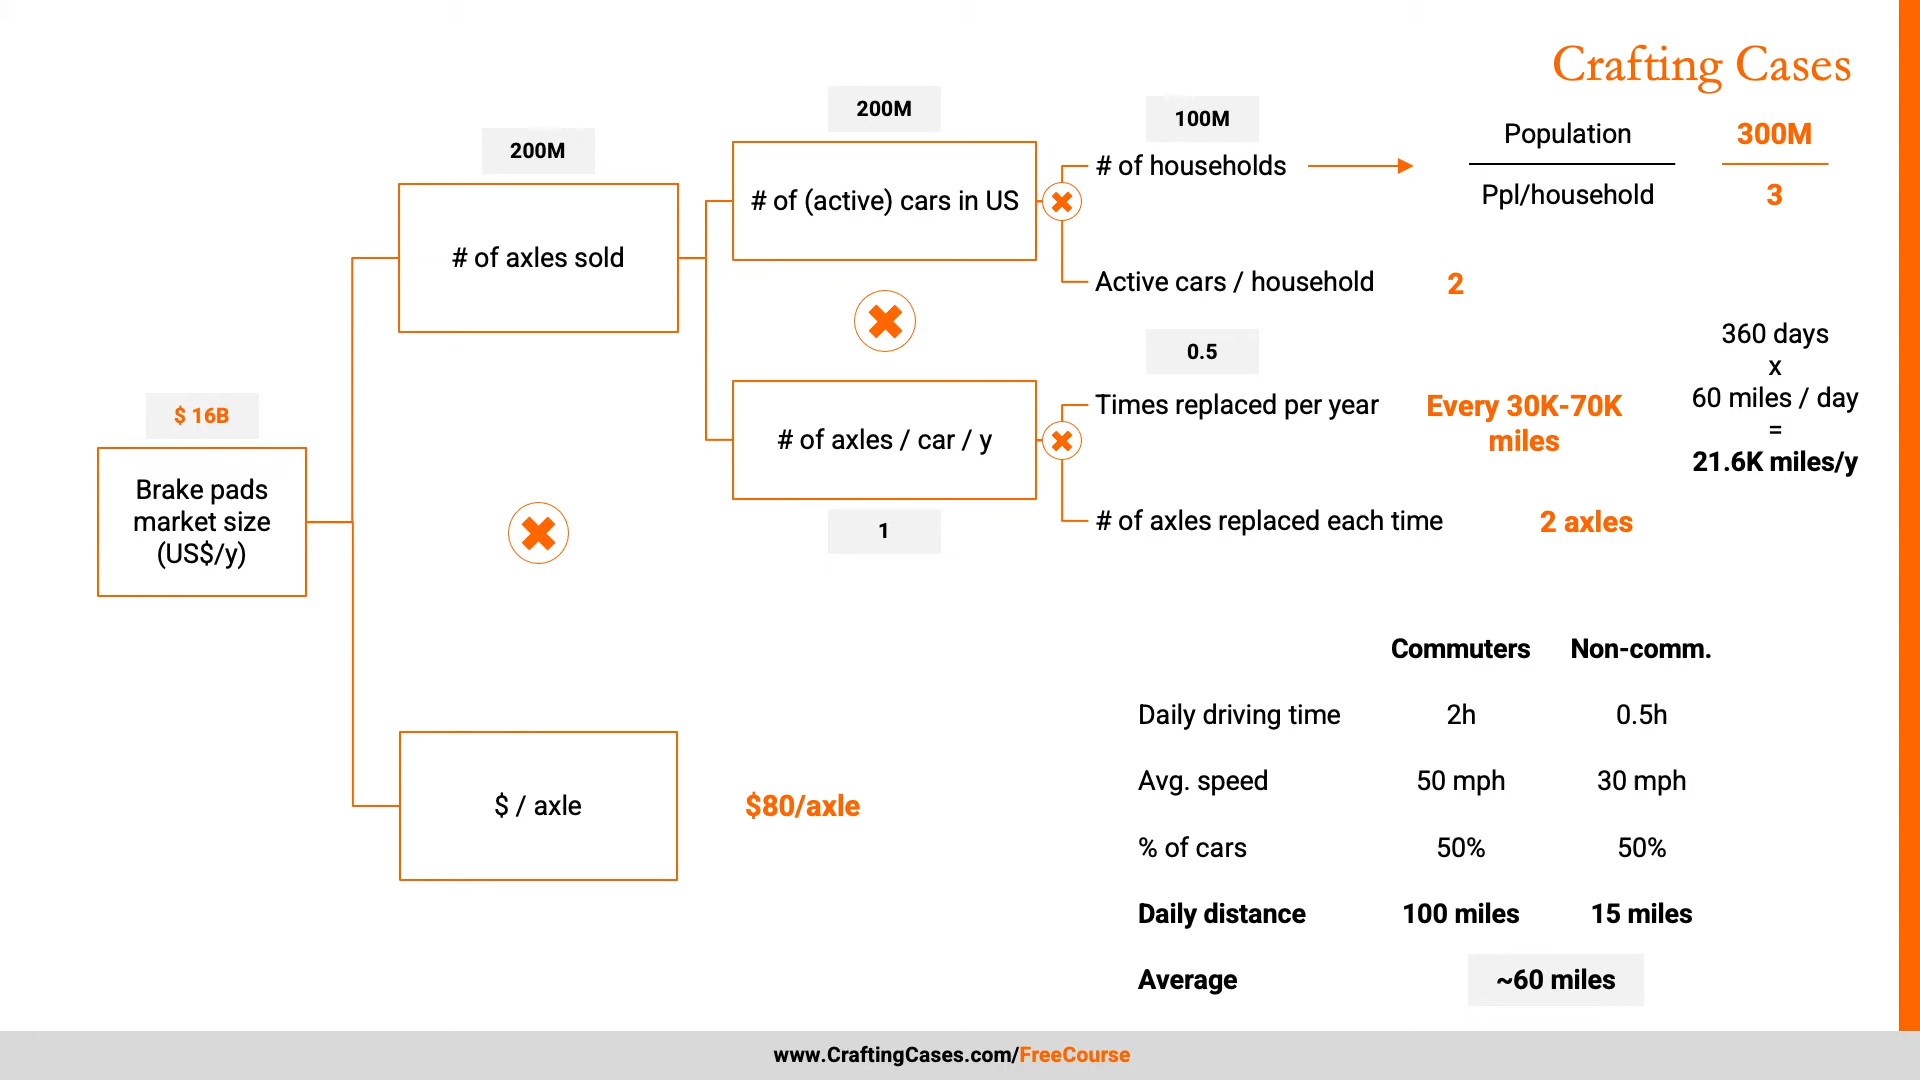 Crafting Cases
200M
200M
100M
Population
300M
# of households
Ppl/household
3
# of (active) cars in US
# of axles sold
Active cars / household
2
0.5
360 days
x
60 miles / day
=
21.6K miles/y
$ 16B
Times replaced per year
Every 30K-70K
miles
# of axles / car / y
Brake pads
market size
(US$/y)
1
# of axles replaced each time
2 axles
Commuters Non-comm.
Daily driving time 2h 0.5h
Avg. speed 50 mph 30 mph
$ / axle
$80/axle
% of cars 50% 50%
Daily distance 100 miles 15 miles
Average ~60 miles
www.CraftingCases.com/FreeCourse